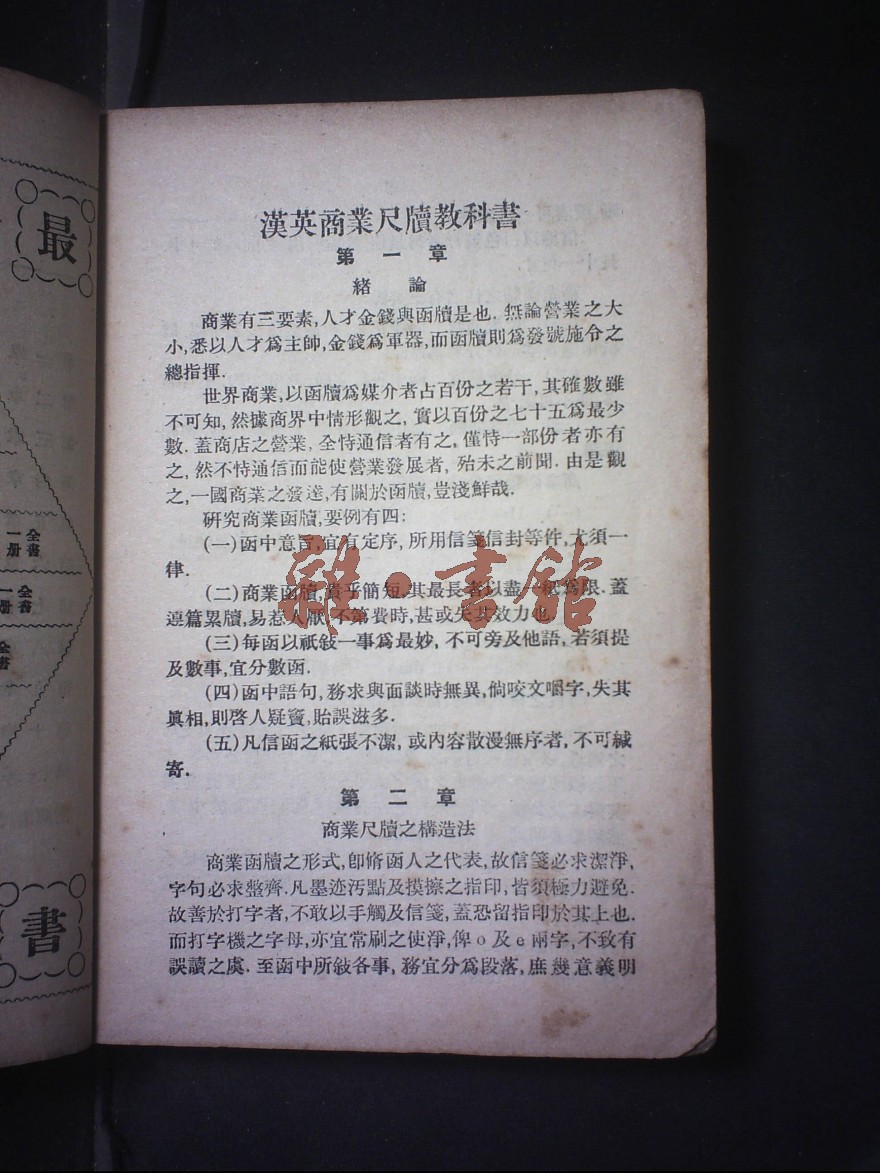 最
書
全書
一册
全書
一册
全
書
漢英商業尺牘教科書
第一章
緒論
商業有三要素,人才金錢與函牘是也.無論營業之大
小,悉以人才爲主帥,金錢爲軍器,而函牘則爲發號施令之
總指揮.
世界商業,以函牘爲媒介者占百份之若干,其確數雖
不可知,然據商界中情形觀之,實以百份之七十五爲最少
數.蓋商店之營業,全恃通信者有之,僅恃一部份者亦有
之,然不恃通信而能使營業發展者,殆未之前聞.由是觀
之,一國商業之發達,有關於函牘,豈淺鮮哉.
研究商業函牘,要例有四:
(一)函中意旨,宜有定序,所用信箋信封等件,尤須一
律.
(二)商業函牘,貴乎簡短,其最長者以盡一紙爲限.蓋
連篇累牘,易惹人厭,不第費時,甚或失其效力也.
(三)每函以祇敍一事爲最妙,不可旁及他語,若須提
及數事,宜分數函.
(四)函中語句,務求與面談時無異,倘咬文嚼字,失其
眞相,則啓人疑竇,貽誤滋多.
(五)凡信函之紙張不潔,或內容散漫無序者,不可緘
寄.
第二章
商業尺牘之構造法
商業函牘之形式,卽脩函人之代表,故信箋必求潔淨,
字句必求整齊.凡墨迹汚點及摸擦之指印,皆須極力避免.
故善於打字者,不敢以手觸及信箋,蓋恐留指印於其上也.
而打字機之字母,亦宜常刷之使淨,俾o及e兩字,不致有
誤讀之虞.至函中所敍各事,務宜分爲段落,庶幾意義明
雜·書館